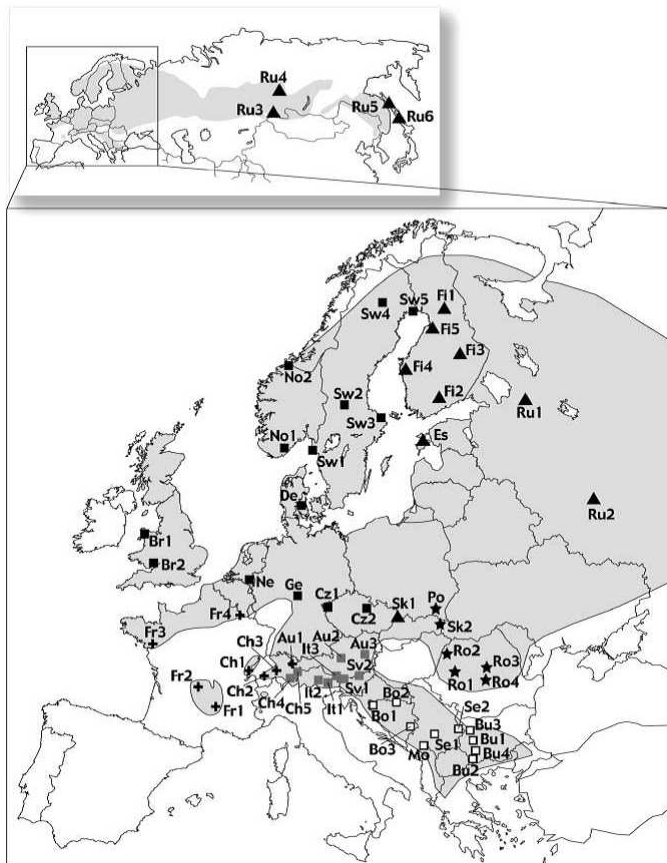 Ru4
Ru3
Ru5
Ru6
Sw4
Sw5
Fi1
Fi5
Fi3
Fi4
No2
Fi2
Sw2
Ru1
Sw3
No1
Es
Sw1
De
Ru2
Br1
Br2
Ne
Ge
Fr4
Cz1
Cz2
Sk1
Po
Sk2
Fr3
Ch3
Au1
Au2
It3
Au3
Ch1
Sv2
Ro2
Ro3
Fr2
Ch2
Ro1
Ro4
Fr1
Ch4
Ch5
It2
It1
Sv1
Bo2
Bo1
Se2
Bu3
Bu1
Bo3
Mo
Se1
Bu4
Bu2